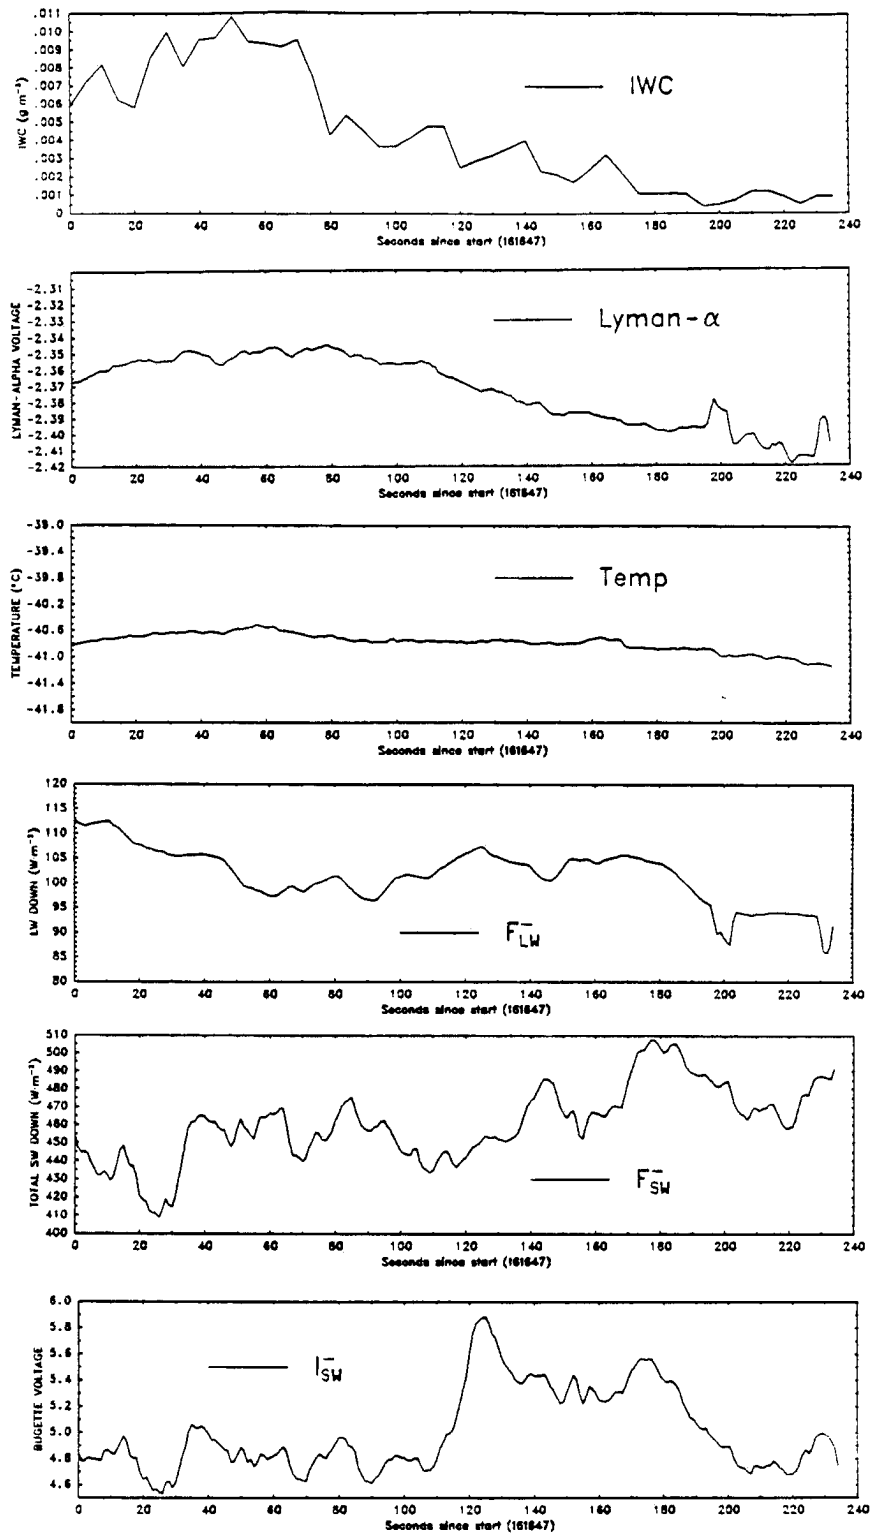 .011
.010
.009
.008
.007
.006
.005
.004
.003
.002
.001
0
IWC (g m⁻³)
IWC
0 20 40 60 80 100 120 140 160 180 200 220 240
Seconds since start (161647)
-2.31
-2.32
-2.33
-2.34
-2.35
-2.36
-2.37
-2.38
-2.39
-2.40
-2.41
-2.42
LYMAN-ALPHA VOLTAGE
Lyman-α
0 20 40 60 80 100 120 140 160 180 200 220 240
Seconds since start (161647)
-39.0
-39.4
-39.8
-40.2
-40.6
-41.0
-41.4
-41.8
TEMPERATURE (°C)
Temp
0 20 40 60 80 100 120 140 160 180 200 220 240
Seconds since start (161647)
120
115
110
105
100
95
90
85
80
LW DOWN (W·m⁻²)
F⁻LW
0 20 40 60 80 100 120 140 160 180 200 220 240
Seconds since start (161647)
510
500
490
480
470
460
450
440
430
420
410
400
TOTAL SW DOWN (W·m⁻²)
F⁻SW
0 20 40 60 80 100 120 140 160 180 200 220 240
Seconds since start (161647)
6.0
5.8
5.4
5.0
4.8
4.6
BUGETTE VOLTAGE
I⁻SW
0 20 40 60 80 100 120 140 160 180 200 220 240
Seconds since start (161647)